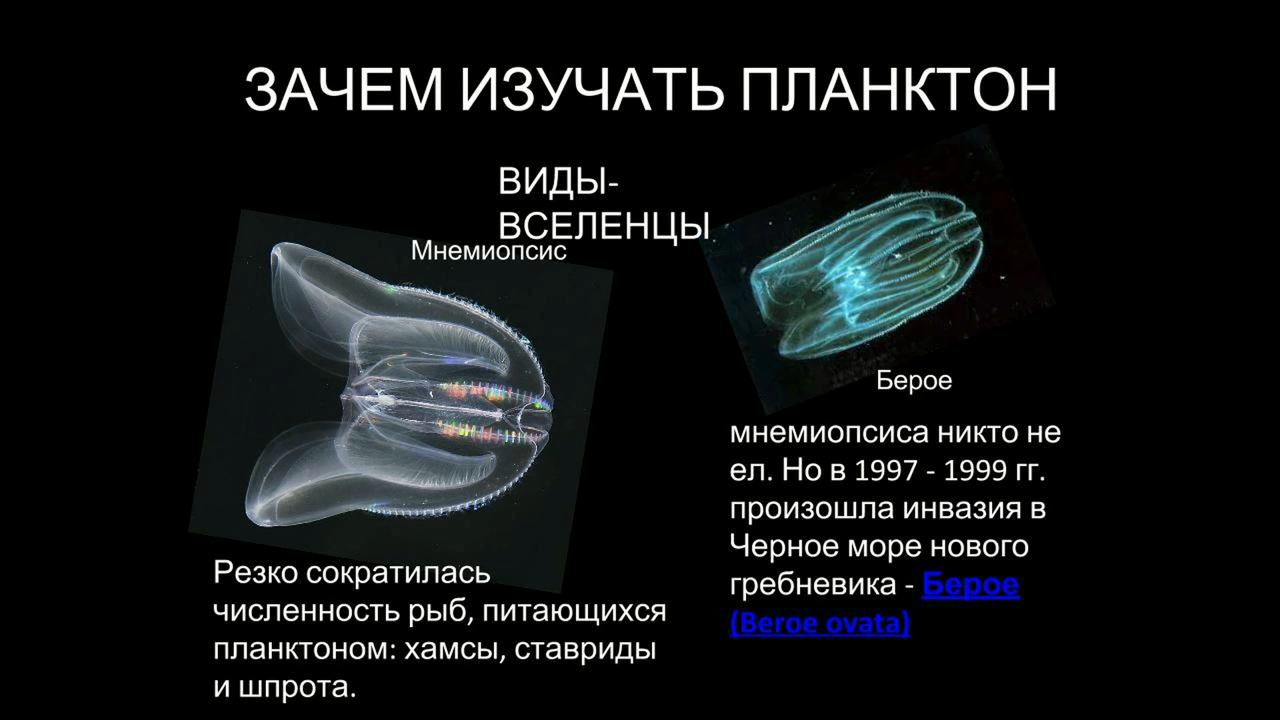 ЗАЧЕМ ИЗУЧАТЬ ПЛАНКТОН
ВИДЫ-
ВСЕЛЕНЦЫ
Мнемиопсис
Резко сократилась
численность рыб, питающихся
планктоном: хамсы, ставриды
и шпрота.
Берое
мнемиопсиса никто не
ел. Но в 1997 - 1999 гг.
произошла инвазия в
Черное море нового
гребневика - Берое
(Beroe ovata)